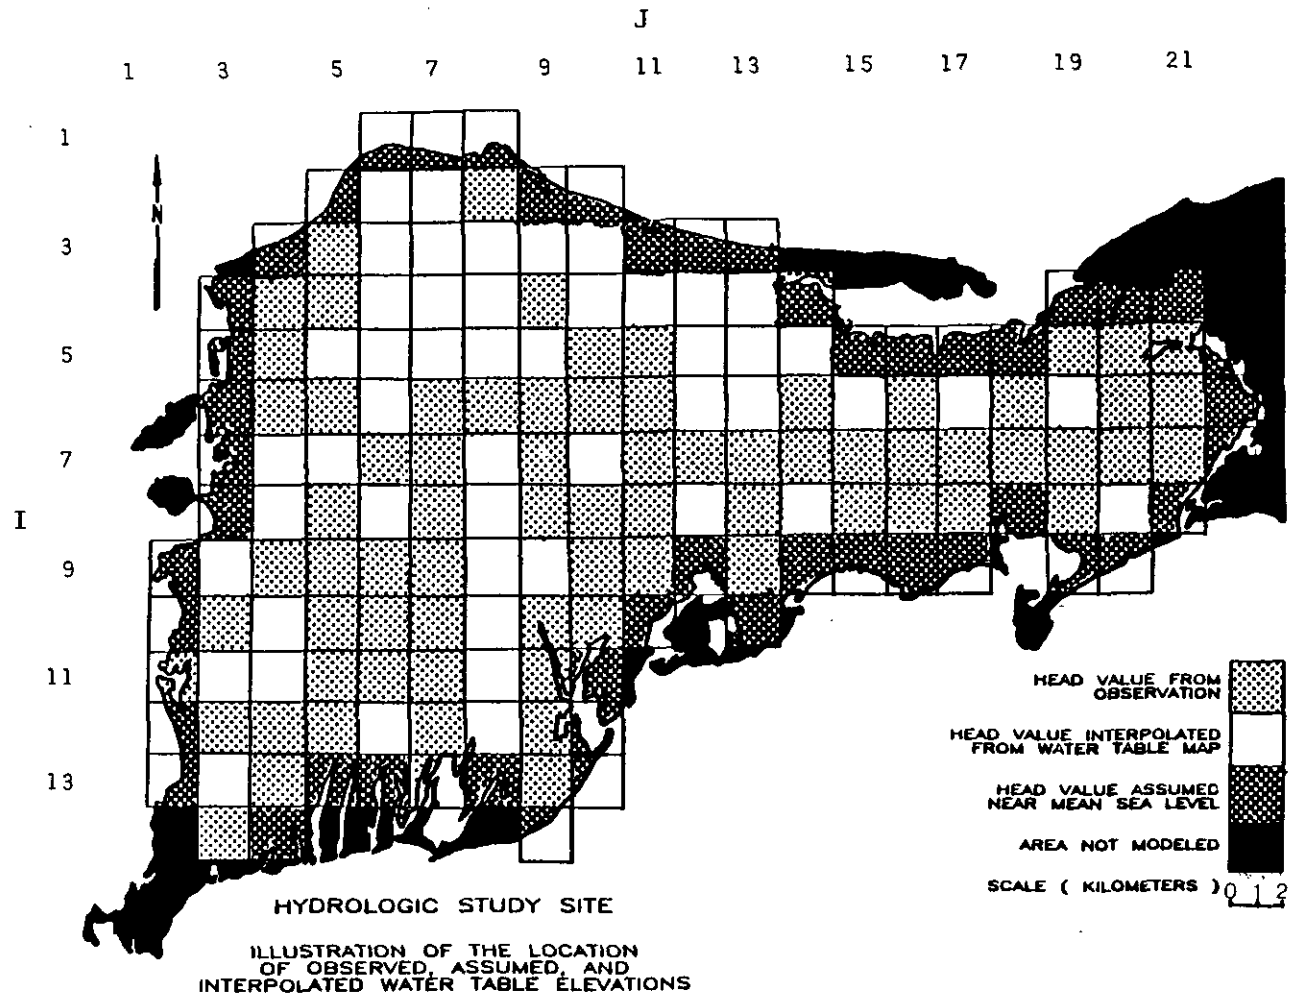 J
1 3 5 7 9 11 13 15 17 19 21
1
N
3
5
7
I
9
11
13
HEAD VALUE FROM
OBSERVATION
HEAD VALUE INTERPOLATED
FROM WATER TABLE MAP
HEAD VALUE ASSUMED
NEAR MEAN SEA LEVEL
AREA NOT MODELED
SCALE ( KILOMETERS ) 0 1 2
HYDROLOGIC STUDY SITE
ILLUSTRATION OF THE LOCATION
OF OBSERVED, ASSUMED, AND
INTERPOLATED WATER TABLE ELEVATIONS